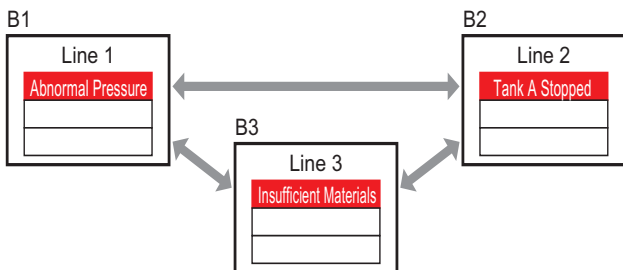 B1
B2
Line 1
Line 2
Abnormal Pressure
Tank A Stopped
B3
Line 3
Insufficient Materials